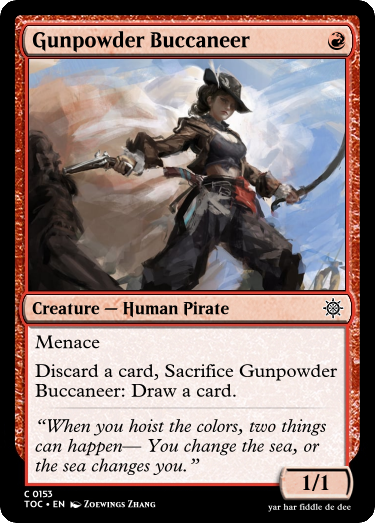 Gunpowder Buccaneer
Creature — Human Pirate
Menace
Discard a card, Sacrifice Gunpowder
Buccaneer: Draw a card.
“When you hoist the colors, two things
can happen— You change the sea, or
the sea changes you.”
1/1
C 0153
TOC • EN Zoewings Zhang
yar har fiddle de dee